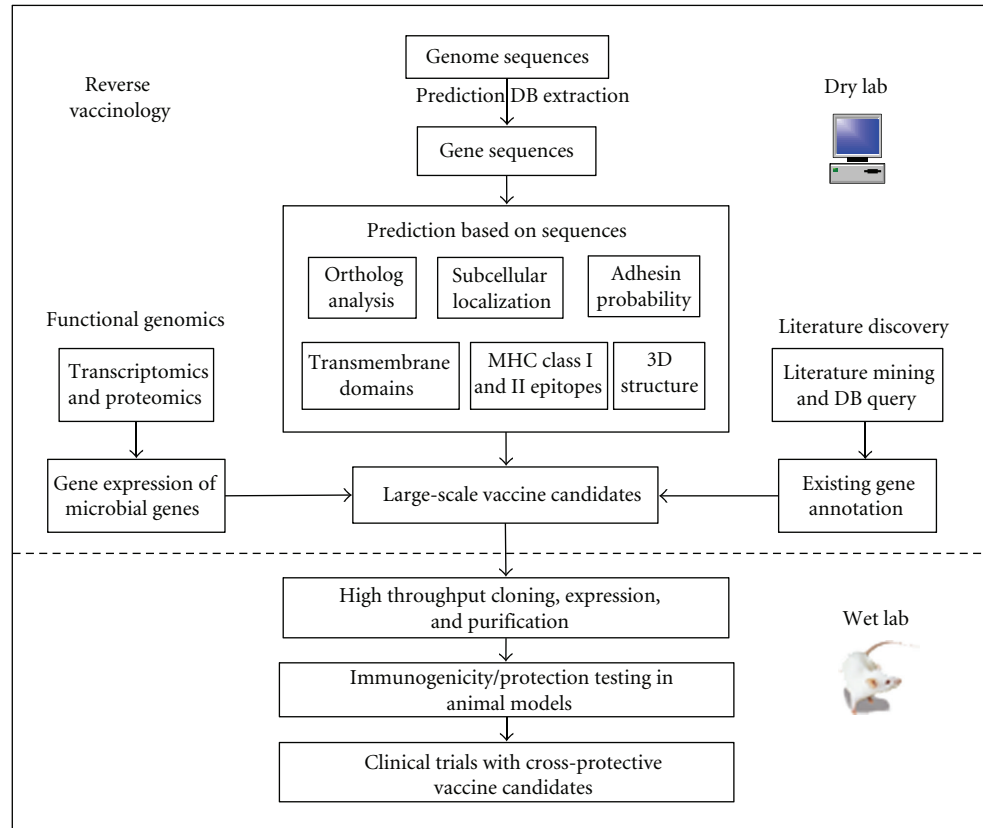 Genome sequences
Reverse
vaccinology
Prediction DB extraction
Dry lab
Gene sequences
Prediction based on sequences
Ortholog
analysis
Subcellular
localization
Adhesin
probability
Functional genomics
Literature discovery
Transcriptomics
and proteomics
Transmembrane
domains
MHC class I
and II epitopes
3D
structure
Literature mining
and DB query
Gene expression of
microbial genes
Large-scale vaccine candidates
Existing gene
annotation
High throughput cloning, expression,
and purification
Wet lab
Immunogenicity/protection testing in
animal models
Clinical trials with cross-protective
vaccine candidates